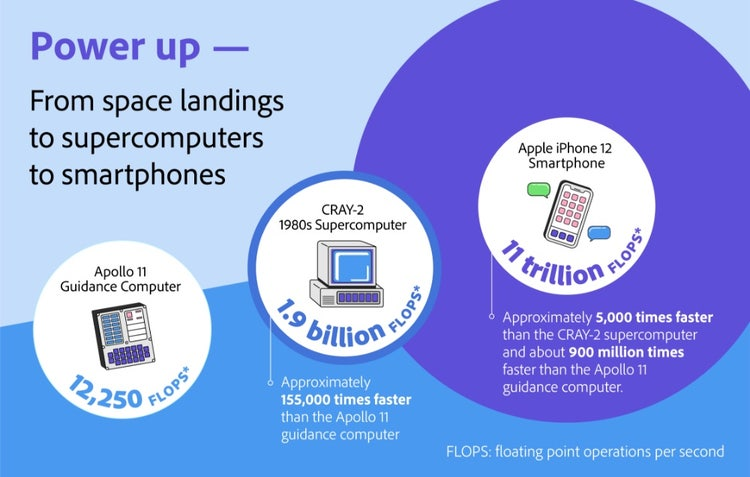 Power up —
From space landings
to supercomputers
to smartphones
Apollo 11
Guidance Computer
12,250 FLOPS*
CRAY-2
1980s Supercomputer
1.9 billion FLOPS*
Approximately
155,000 times faster
than the Apollo 11
guidance computer
Apple iPhone 12
Smartphone
11 trillion FLOPS*
Approximately 5,000 times faster
than the CRAY-2 supercomputer
and about 900 million times
faster than the Apollo 11
guidance computer.
FLOPS: floating point operations per second